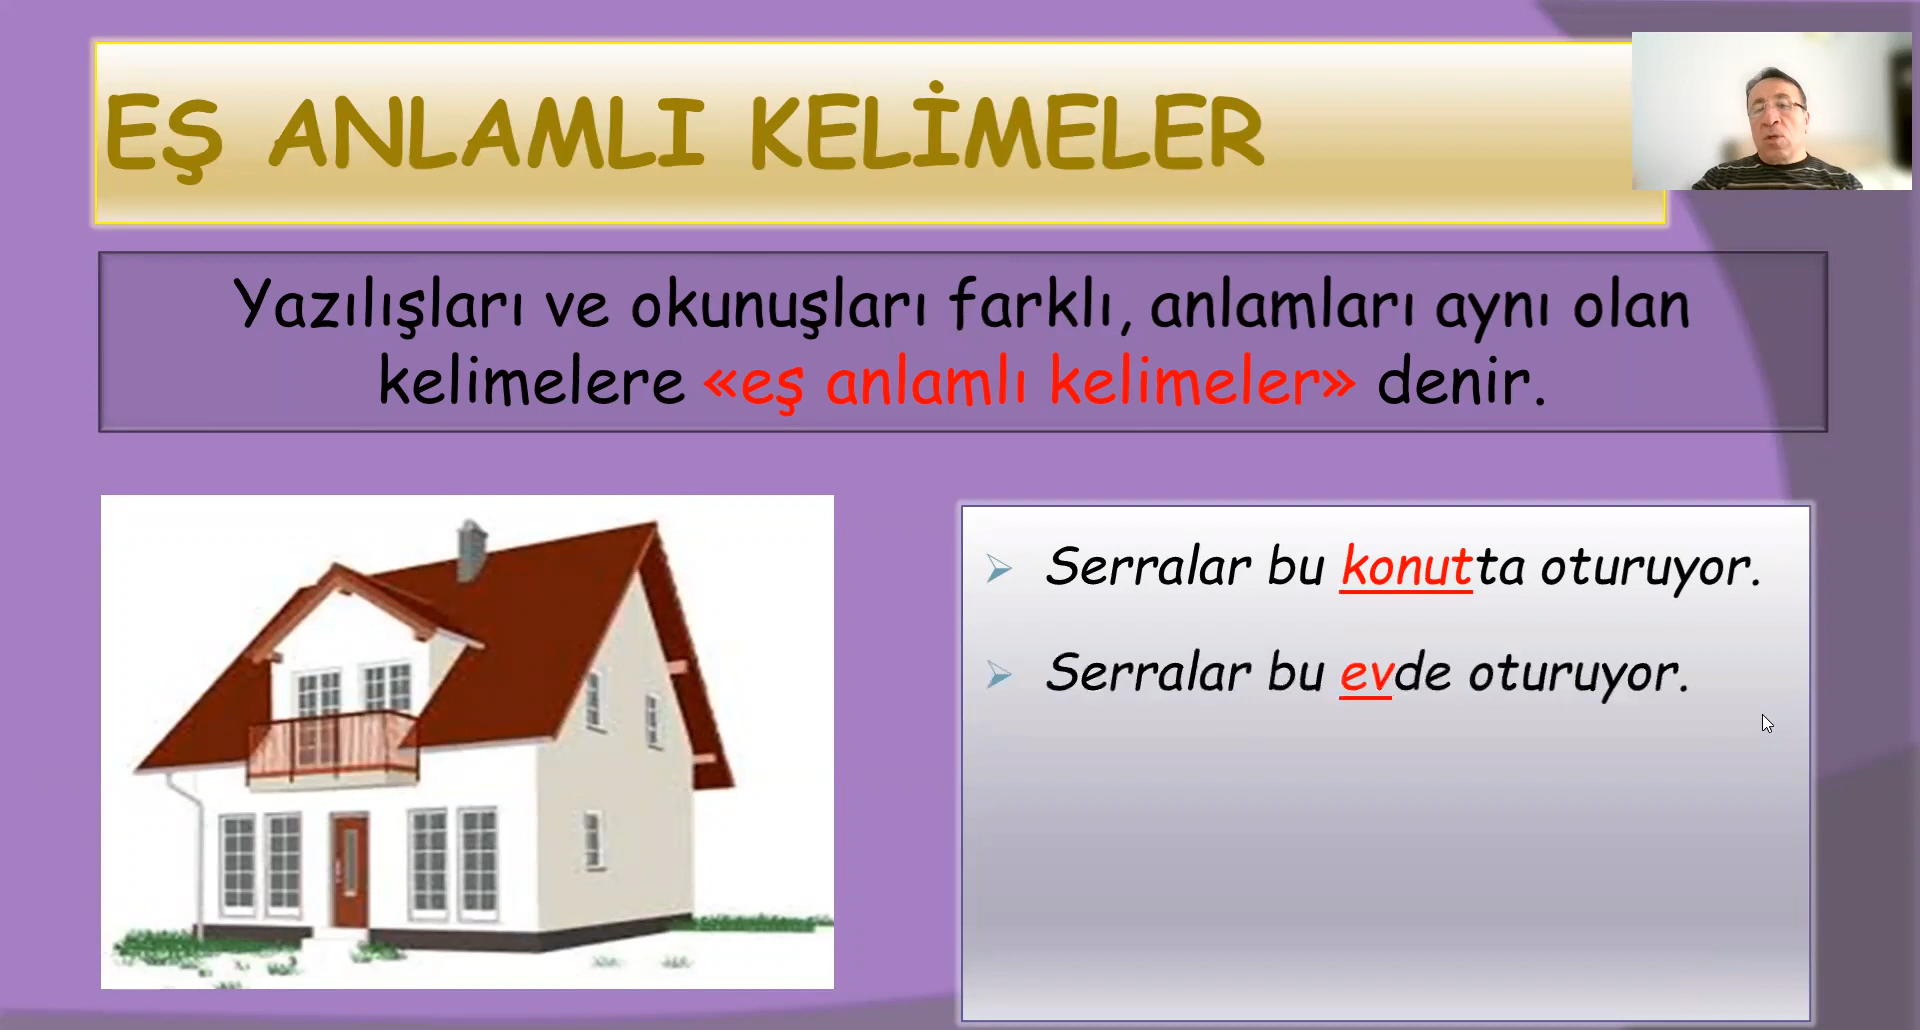 EŞ ANLAMLI KELİMELER
Yazılışları ve okunuşları farklı, anlamları aynı olan
kelimelere «eş anlamlı kelimeler» denir.
Serralar bu konutta oturuyor.
Serralar bu evde oturuyor.